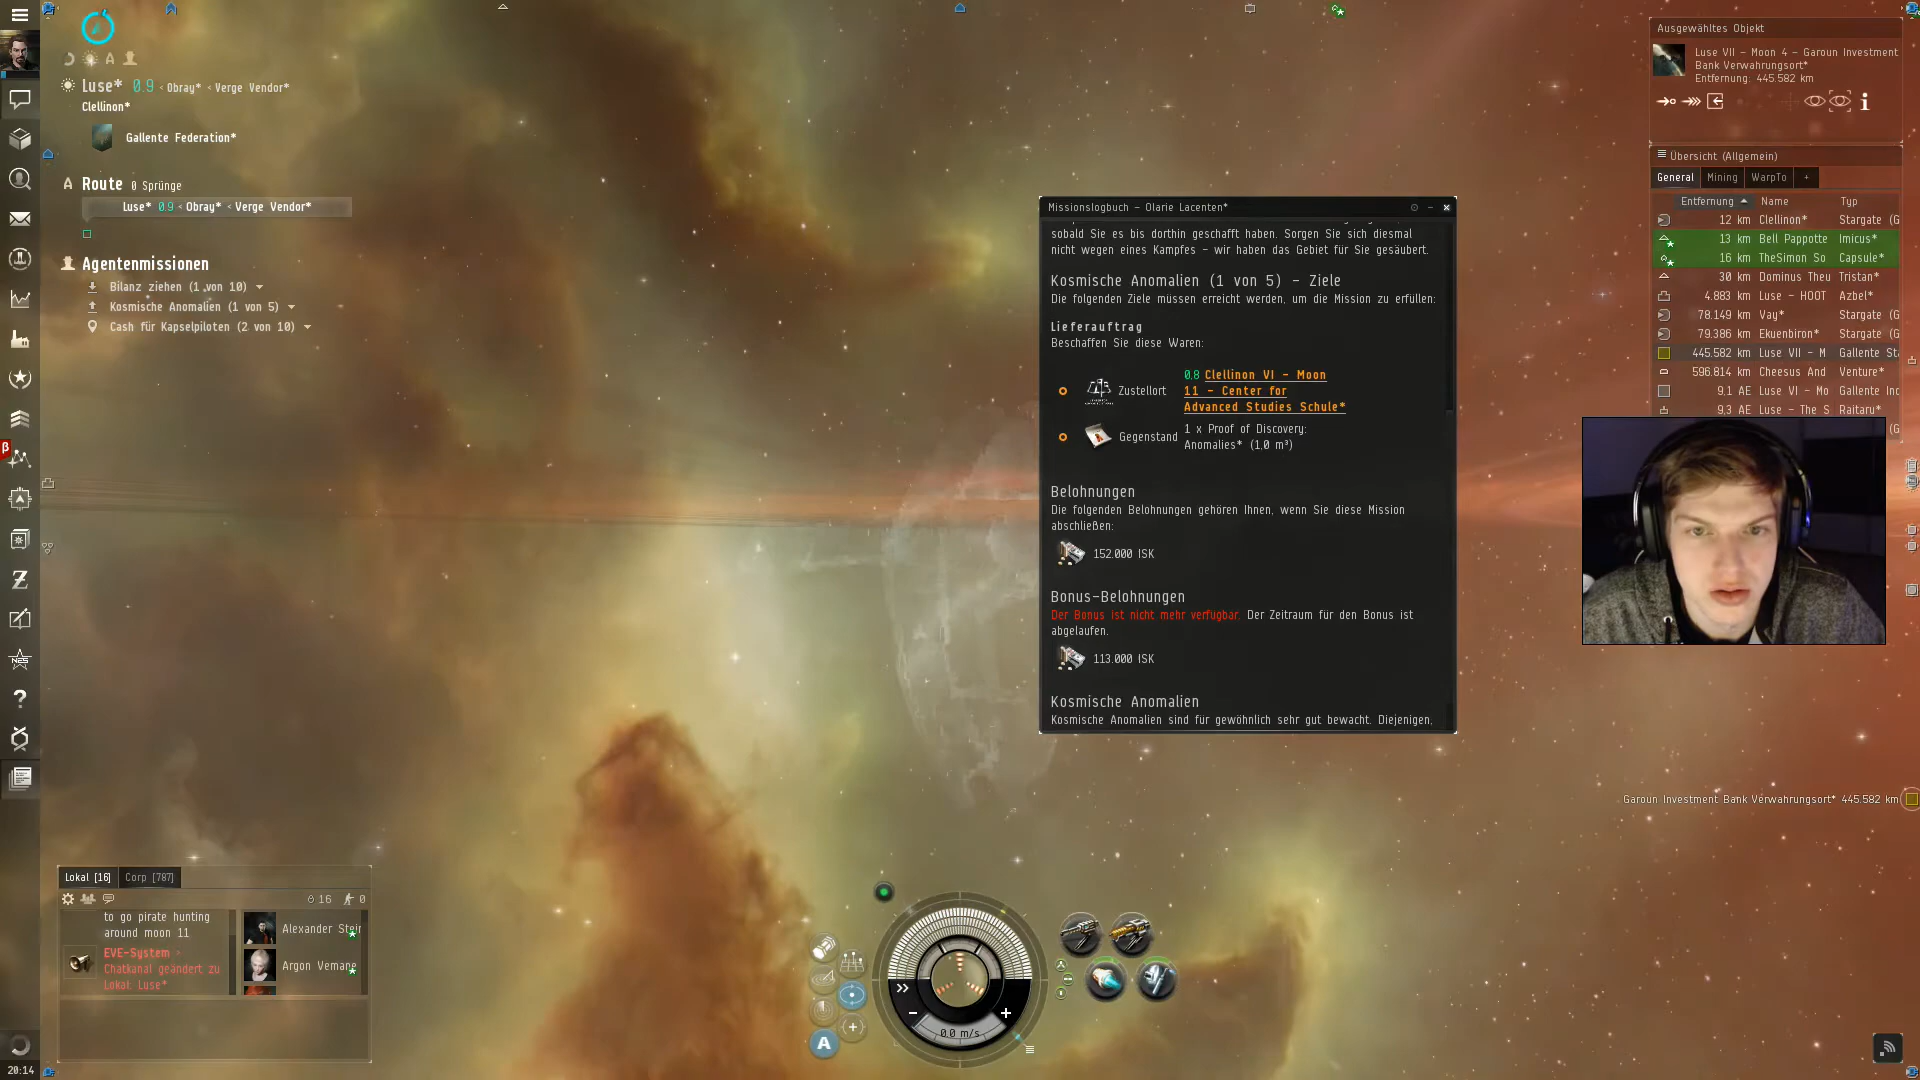 Luse* 0.9 < Obray* < Verge Vendor*
Clellinon*
Gallente Federation*
A Route 0 Sprünge
Luse* 0.9 < Obray* < Verge Vendor*
Agentenmissionen
Bilanz ziehen (1 von 10)
Kosmische Anomalien (1 von 5)
Cash für Kapselpiloten (2 von 10)
β
NES
20:14
Lokal [16] Corp [787]
16 0
to go pirate hunting
around moon 11
EVE-System >
Chatkanal geändert zu
Lokal: Luse*
Alexander
Argon Vemane
A
0.0 m/s
Missionslogbuch – Olarie Lacenten*
sobald Sie es bis dorthin geschafft haben. Sorgen Sie sich diesmal
nicht wegen eines Kampfes – wir haben das Gebiet für Sie gesäubert.
Kosmische Anomalien (1 von 5) – Ziele
Die folgenden Ziele müssen erreicht werden, um die Mission zu erfüllen:
Lieferauftrag
Beschaffen Sie diese Waren:
Zustellort
0.8 Clellinon VI – Moon
11 – Center for
Advanced Studies Schule*
Gegenstand
1 x Proof of Discovery:
Anomalies* (1,0 m³)
Belohnungen
Die folgenden Belohnungen gehören Ihnen, wenn Sie diese Mission
abschließen:
152.000 ISK
Bonus-Belohnungen
Der Bonus ist nicht mehr verfügbar. Der Zeitraum für den Bonus ist
abgelaufen.
113.000 ISK
Kosmische Anomalien
Kosmische Anomalien sind für gewöhnlich sehr gut bewacht. Diejenigen,
Ausgewähltes Objekt
Luse VII – Moon 4 – Garoun Investment
Bank Verwahrungsort*
Entfernung: 445.582 km
Übersicht (Allgemein)
General Mining WarpTo +
Entfernung Name Typ
12 km Clellinon* Stargate (G
13 km Bell Pappotte Imicus*
16 km TheSimon So Capsule*
30 km Dominus Theu Tristan*
4.883 km Luse – HOOT Azbel*
78.149 km Vay* Stargate (G
79.386 km Ekuenbiron* Stargate (G
445.582 km Luse VII – M Gallente Sta
596.814 km Cheesus And Venture*
9,1 AE Luse VI – Mo Gallente Ind
9,3 AE Luse – The S Raitaru*
Garoun Investment Bank Verwahrungsort* 445.582 km